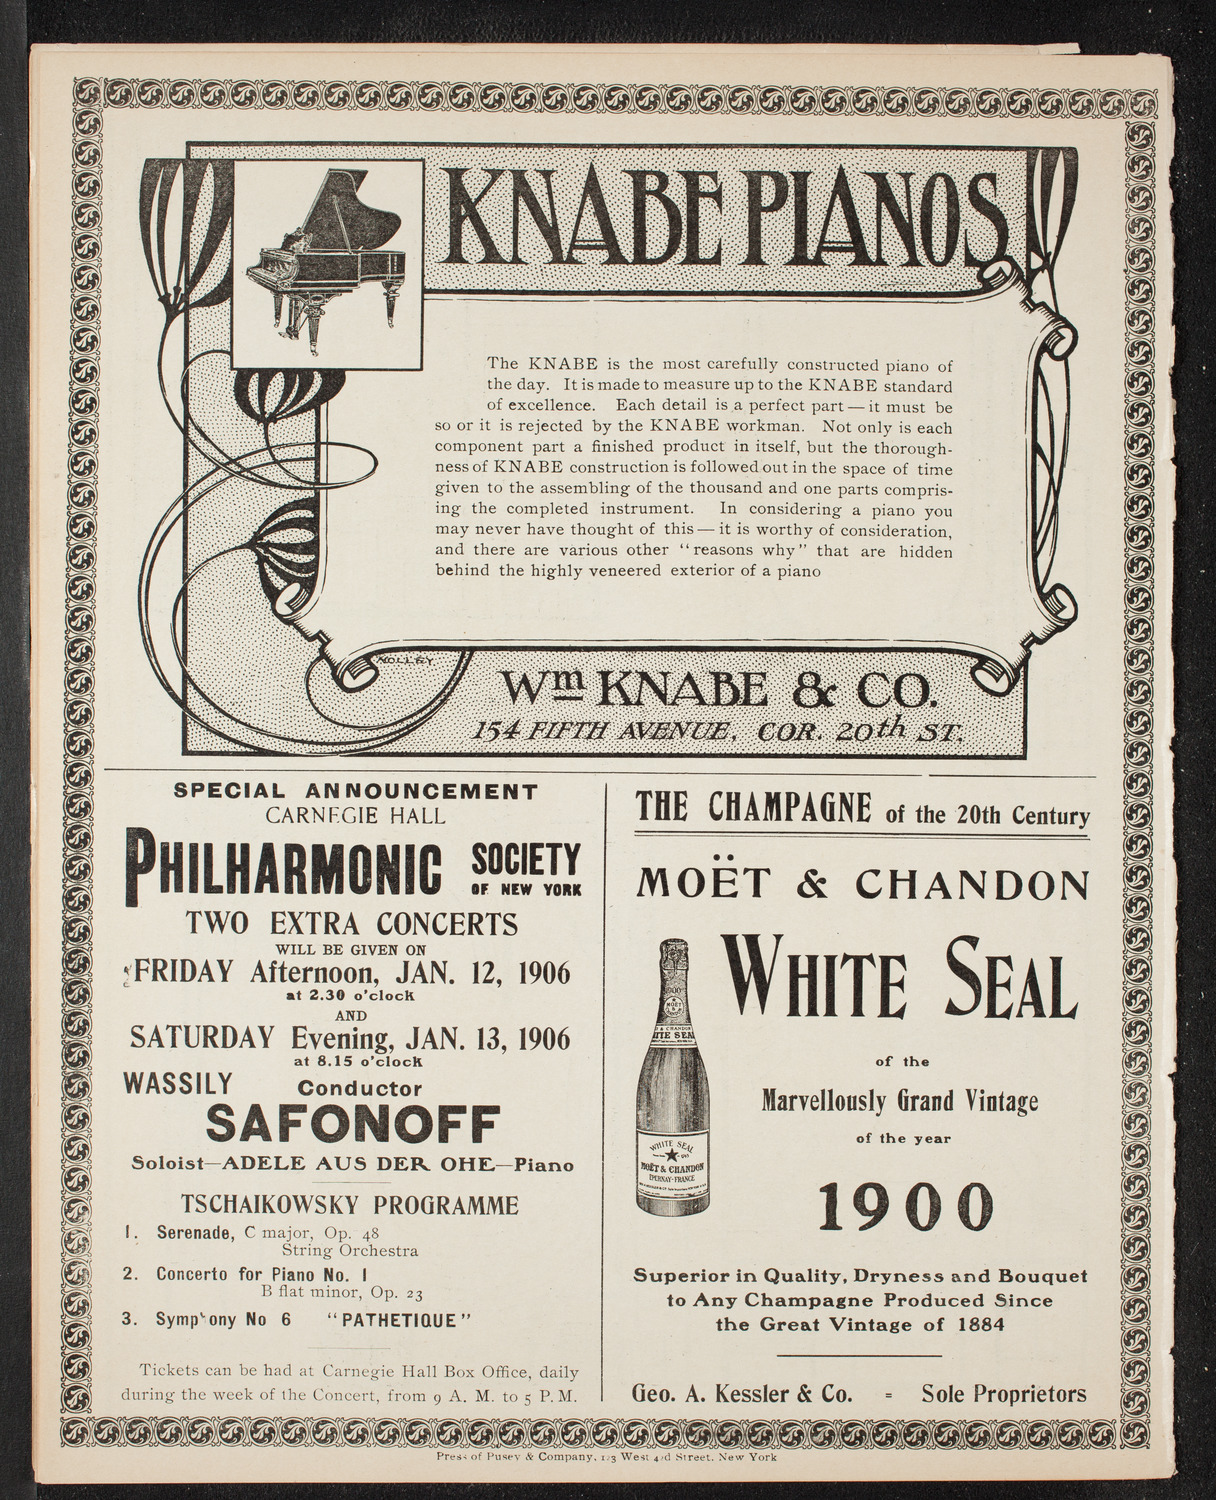 KNABE PIANOS
The KNABE is the most carefully constructed piano of
the day. It is made to measure up to the KNABE standard
of excellence. Each detail is a perfect part — it must be
so or it is rejected by the KNABE workman. Not only is each
component part a finished product in itself, but the thorough-
ness of KNABE construction is followed out in the space of time
given to the assembling of the thousand and one parts compris-
ing the completed instrument. In considering a piano you
may never have thought of this — it is worthy of consideration,
and there are various other "reasons why" that are hidden
behind the highly veneered exterior of a piano
Wm KNABE & CO.
154 FIFTH AVENUE, COR. 20th ST.
SPECIAL ANNOUNCEMENT
CARNEGIE HALL
PHILHARMONIC SOCIETY
OF NEW YORK
TWO EXTRA CONCERTS
WILL BE GIVEN ON
FRIDAY Afternoon, JAN. 12, 1906
at 2.30 o'clock
AND
SATURDAY Evening, JAN. 13, 1906
at 8.15 o'clock
WASSILY Conductor
SAFONOFF
Soloist—ADELE AUS DER OHE—Piano
TSCHAIKOWSKY PROGRAMME
1. Serenade, C major, Op. 48
String Orchestra
2. Concerto for Piano No. 1
B flat minor, Op. 23
3. Symphony No 6 "PATHETIQUE"
Tickets can be had at Carnegie Hall Box Office, daily
during the week of the Concert, from 9 A. M. to 5 P. M.
THE CHAMPAGNE of the 20th Century
MOËT & CHANDON
WHITE SEAL
of the
Marvellously Grand Vintage
of the year
1900
WHITE SEAL
MOËT & CHANDON
EPERNAY-FRANCE
Superior in Quality, Dryness and Bouquet
to Any Champagne Produced Since
the Great Vintage of 1884
Geo. A. Kessler & Co. = Sole Proprietors
Press of Pusey & Company, 123 West 43d Street, New York